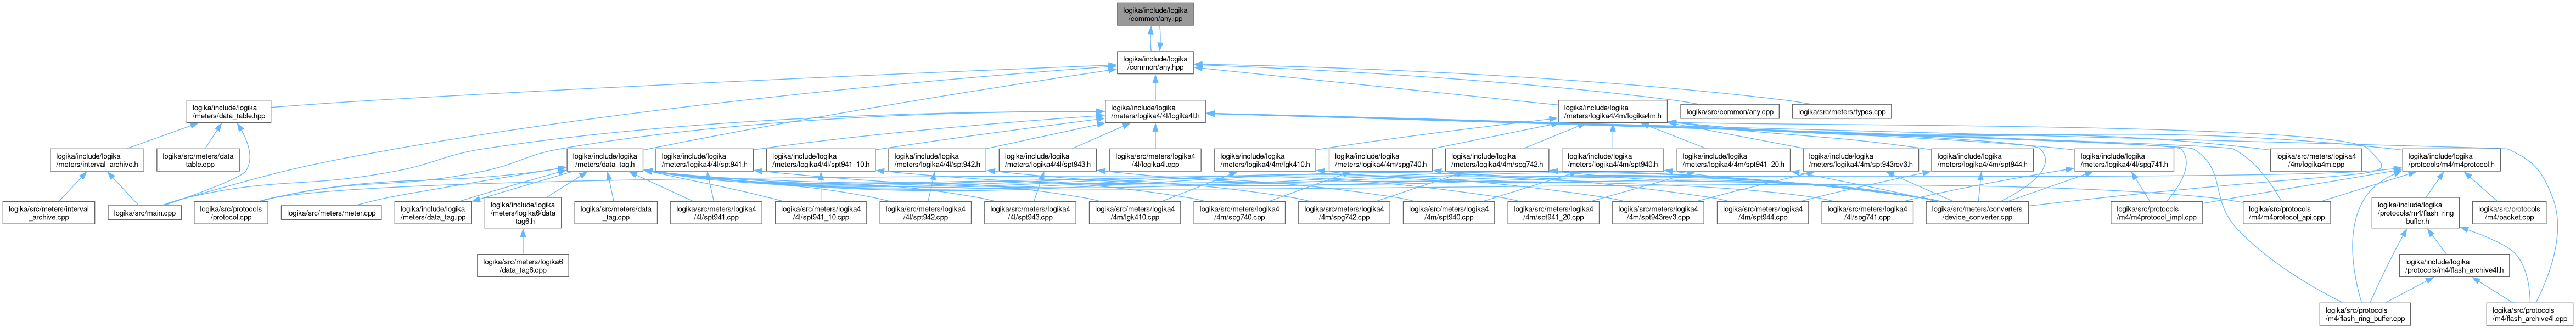 logika/include/logika
/common/any.ipp
logika/include/logika
/common/any.hpp
logika/include/logika
/meters/data_table.hpp
logika/include/logika
/meters/logika4/4l/logika4l.h
logika/include/logika
/meters/logika4/4m/logika4m.h
logika/src/common/any.cpp
logika/src/meters/types.cpp
logika/include/logika
/meters/interval_archive.h
logika/src/meters/data
_table.cpp
logika/include/logika
/meters/data_tag.h
logika/include/logika
/meters/logika4/4l/spt941.h
logika/include/logika
/meters/logika4/4l/spt941_10.h
logika/include/logika
/meters/logika4/4l/spt942.h
logika/include/logika
/meters/logika4/4l/spt943.h
logika/src/meters/logika4
/4l/logika4l.cpp
logika/include/logika
/meters/logika4/4m/lgk410.h
logika/include/logika
/meters/logika4/4m/spg740.h
logika/include/logika
/meters/logika4/4m/spg742.h
logika/include/logika
/meters/logika4/4m/spt940.h
logika/include/logika
/meters/logika4/4m/spt941_20.h
logika/include/logika
/meters/logika4/4m/spt943rev3.h
logika/include/logika
/meters/logika4/4m/spt944.h
logika/include/logika
/meters/logika4/4l/spg741.h
logika/src/meters/logika4
/4m/logika4m.cpp
logika/include/logika
/protocols/m4/m4protocol.h
logika/src/meters/interval
_archive.cpp
logika/src/main.cpp
logika/src/protocols
/protocol.cpp
logika/src/meters/meter.cpp
logika/include/logika
/meters/data_tag.ipp
logika/include/logika
/meters/logika6/data
_tag6.h
logika/src/meters/data
_tag.cpp
logika/src/meters/logika4
/4l/spt941.cpp
logika/src/meters/logika4
/4l/spt941_10.cpp
logika/src/meters/logika4
/4l/spt942.cpp
logika/src/meters/logika4
/4l/spt943.cpp
logika/src/meters/logika4
/4m/lgk410.cpp
logika/src/meters/logika4
/4m/spg740.cpp
logika/src/meters/logika4
/4m/spg742.cpp
logika/src/meters/logika4
/4m/spt940.cpp
logika/src/meters/logika4
/4m/spt941_20.cpp
logika/src/meters/logika4
/4m/spt943rev3.cpp
logika/src/meters/logika4
/4m/spt944.cpp
logika/src/meters/logika4
/4l/spg741.cpp
logika/src/meters/converters
/device_converter.cpp
logika/src/protocols
/m4/m4protocol_impl.cpp
logika/src/protocols
/m4/m4protocol_api.cpp
logika/include/logika
/protocols/m4/flash_ring
_buffer.h
logika/src/protocols
/m4/packet.cpp
logika/src/meters/logika6
/data_tag6.cpp
logika/include/logika
/protocols/m4/flash_archive4l.h
logika/src/protocols
/m4/flash_ring_buffer.cpp
logika/src/protocols
/m4/flash_archive4l.cpp